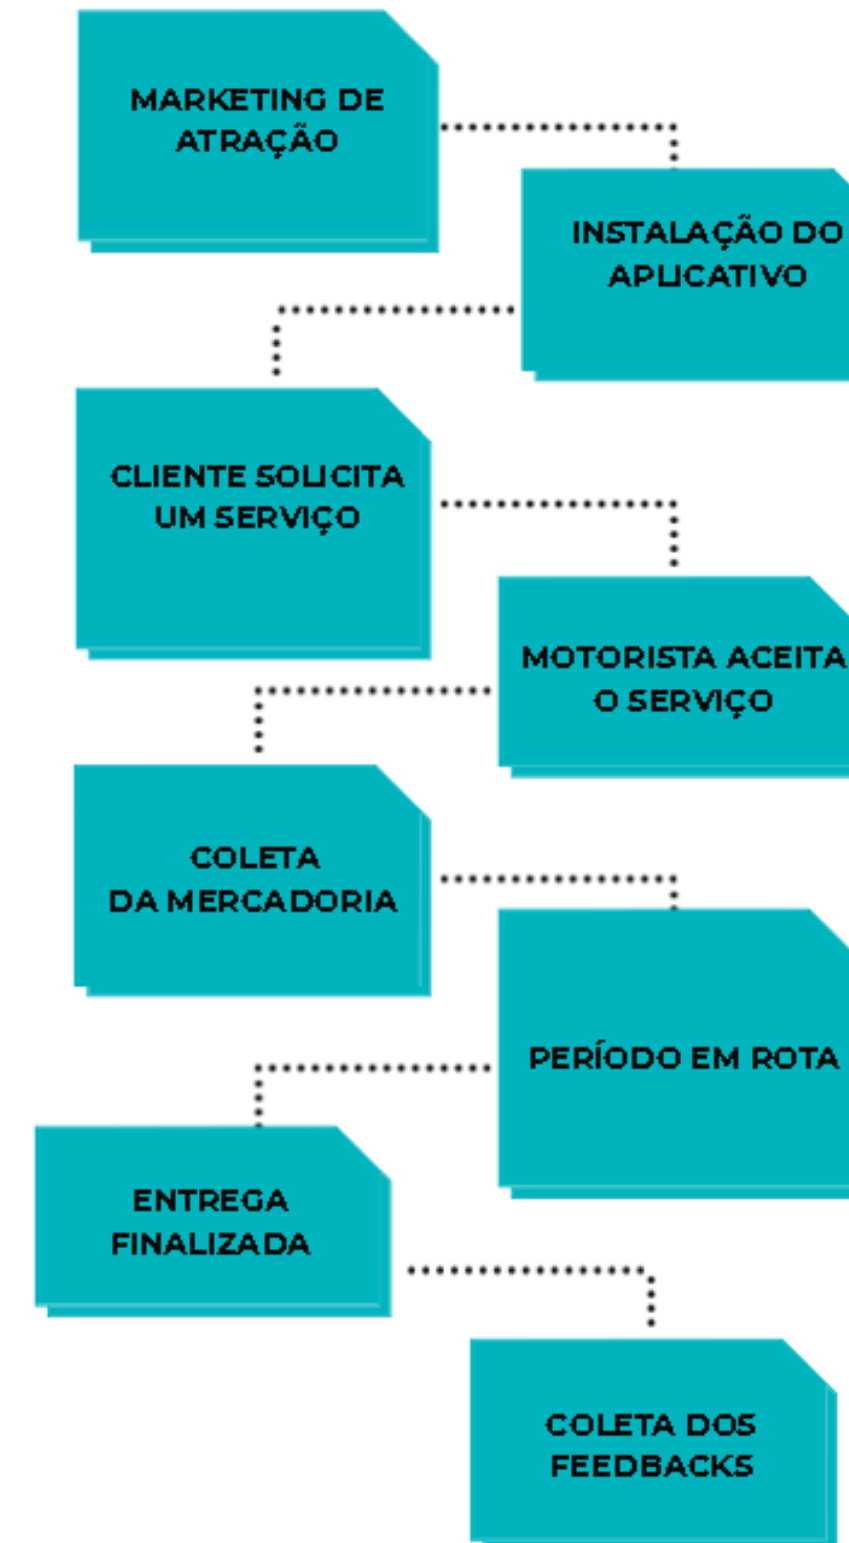 MARKETING DE
ATRAÇÃO
INSTALAÇÃO DO
APLICATIVO
CLIENTE SOLICITA
UM SERVIÇO
MOTORISTA ACEITA
O SERVIÇO
COLETA
DA MERCADORIA
PERÍODO EM ROTA
ENTREGA
FINALIZADA
COLETA DOS
FEEDBACKS